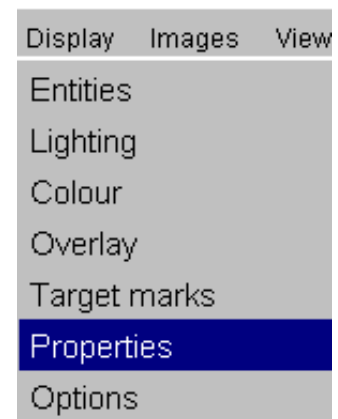 Display Images View
Entities
Lighting
Colour
Overlay
Target marks
Properties
Options